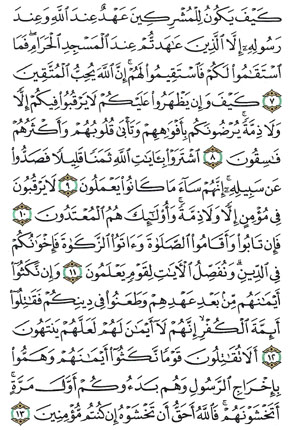 كَيْفَ يَكُونُ لِلْمُشْرِكِينَ عَهْدٌ عِندَ ٱللَّهِ وَعِندَ
رَسُولِهِۦٓ إِلَّا ٱلَّذِينَ عَٰهَدتُّمْ عِندَ ٱلْمَسْجِدِ ٱلْحَرَامِ ۖ فَمَا
ٱسْتَقَٰمُوا۟ لَكُمْ فَٱسْتَقِيمُوا۟ لَهُمْ ۚ إِنَّ ٱللَّهَ يُحِبُّ ٱلْمُتَّقِينَ
٧ كَيْفَ وَإِن يَظْهَرُوا۟ عَلَيْكُمْ لَا يَرْقُبُوا۟ فِيكُمْ إِلًّا
وَلَا ذِمَّةً ۚ يُرْضُونَكُم بِأَفْوَٰهِهِمْ وَتَأْبَىٰ قُلُوبُهُمْ وَأَكْثَرُهُمْ
فَٰسِقُونَ ٨ ٱشْتَرَوْا۟ بِـَٔايَٰتِ ٱللَّهِ ثَمَنًا قَلِيلًا فَصَدُّوا۟
عَن سَبِيلِهِۦٓ ۚ إِنَّهُمْ سَآءَ مَا كَانُوا۟ يَعْمَلُونَ ٩ لَا يَرْقُبُونَ
فِى مُؤْمِنٍ إِلًّا وَلَا ذِمَّةً ۚ وَأُو۟لَٰٓئِكَ هُمُ ٱلْمُعْتَدُونَ ١٠
فَإِن تَابُوا۟ وَأَقَامُوا۟ ٱلصَّلَوٰةَ وَءَاتَوُا۟ ٱلزَّكَوٰةَ فَإِخْوَٰنُكُمْ
فِى ٱلدِّينِ ۗ وَنُفَصِّلُ ٱلْـَٔايَٰتِ لِقَوْمٍ يَعْلَمُونَ ١١ وَإِن نَّكَثُوٓا۟
أَيْمَٰنَهُم مِّنۢ بَعْدِ عَهْدِهِمْ وَطَعَنُوا۟ فِى دِينِكُمْ فَقَٰتِلُوٓا۟
أَئِمَّةَ ٱلْكُفْرِ ۙ إِنَّهُمْ لَآ أَيْمَٰنَ لَهُمْ لَعَلَّهُمْ يَنتَهُونَ
١٢ أَلَا تُقَٰتِلُونَ قَوْمًا نَّكَثُوٓا۟ أَيْمَٰنَهُمْ وَهَمُّوا۟
بِإِخْرَاجِ ٱلرَّسُولِ وَهُم بَدَءُوكُمْ أَوَّلَ مَرَّةٍ ۚ
أَتَخْشَوْنَهُمْ ۚ فَٱللَّهُ أَحَقُّ أَن تَخْشَوْهُ إِن كُنتُم مُّؤْمِنِينَ ١٣